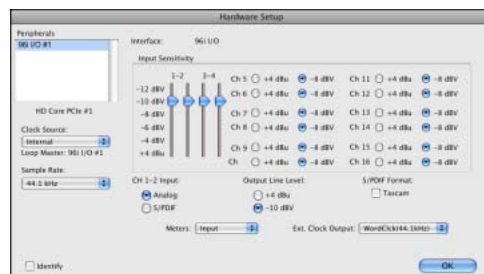 Hardware Setup
Peripherals
96i I/O #1
Interface: 96i I/O
Input Sensitivity
1–2 3–4
-12 dBV
-10 dBV
-8 dBV
-6 dBV
-4 dBV
+4 dBu
Ch 5 +4 dBu -8 dBV Ch 11 +4 dBu -8 dBV
Ch 6 +4 dBu -8 dBV Ch 12 +4 dBu -8 dBV
Ch 7 +4 dBu -8 dBV Ch 13 +4 dBu -8 dBV
Ch 8 +4 dBu -8 dBV Ch 14 +4 dBu -8 dBV
Ch 9 +4 dBu -8 dBV Ch 15 +4 dBu -8 dBV
Ch +4 dBu -8 dBV Ch 16 +4 dBu -8 dBV
HD Core PCIe #1
Clock Source:
Internal
Loop Master: 96i I/O #1
Sample Rate:
44.1 kHz
CH 1–2 Input:
Analog
S/PDIF
Output Line Level:
+4 dBu
-10 dBV
S/PDIF Format:
Tascam
Meters: Input
Ext. Clock Output: WordClck(44.1kHz)
Identify
OK